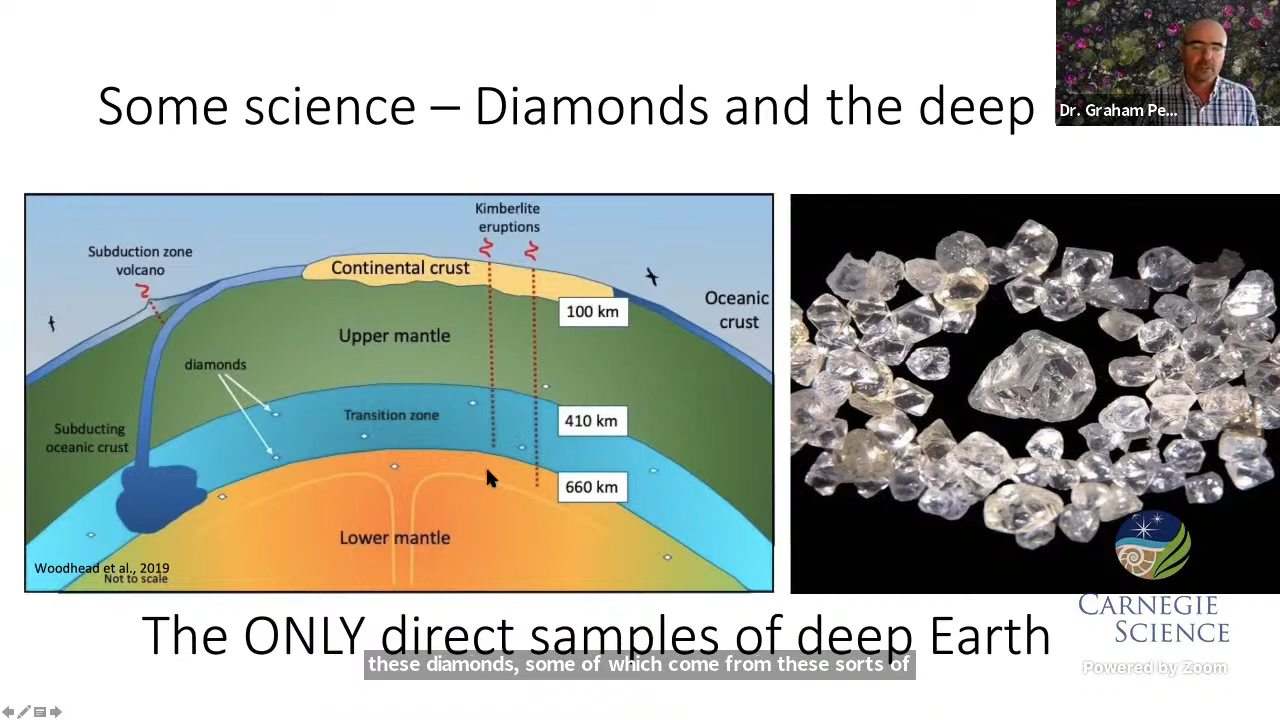 Some science – Diamonds and the deep
Dr. Graham Pe...
Kimberlite
eruptions
Subduction zone
volcano
Continental crust
Oceanic
crust
100 km
Upper mantle
diamonds
Transition zone
410 km
Subducting
oceanic crust
660 km
Lower mantle
Woodhead et al., 2019
Not to scale
CARNEGIE
SCIENCE
The ONLY direct samples of deep Earth
these diamonds, some of which come from these sorts of
Powered by Zoom